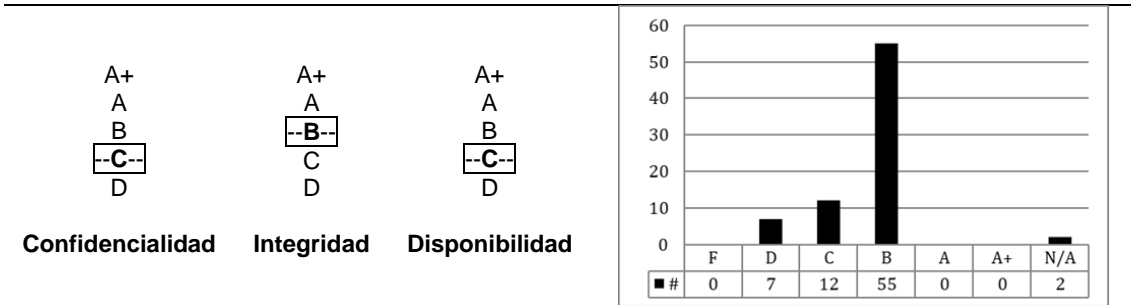 A+ A+ A+
A A A
B --B-- B
--C-- C --C--
D D D
Confidencialidad Integridad Disponibilidad
60
50
40
30
20
10
0
F D C B A A+ N/A
# 0 7 12 55 0 0 2